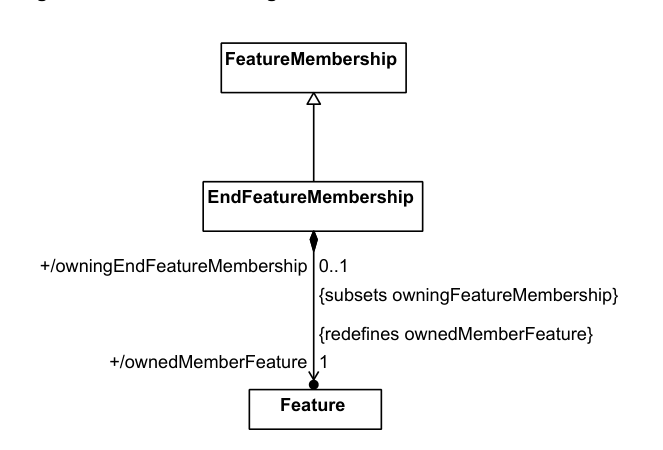 FeatureMembership
EndFeatureMembership
+/owningEndFeatureMembership 0..1
{subsets owningFeatureMembership}
{redefines ownedMemberFeature}
+/ownedMemberFeature 1
Feature